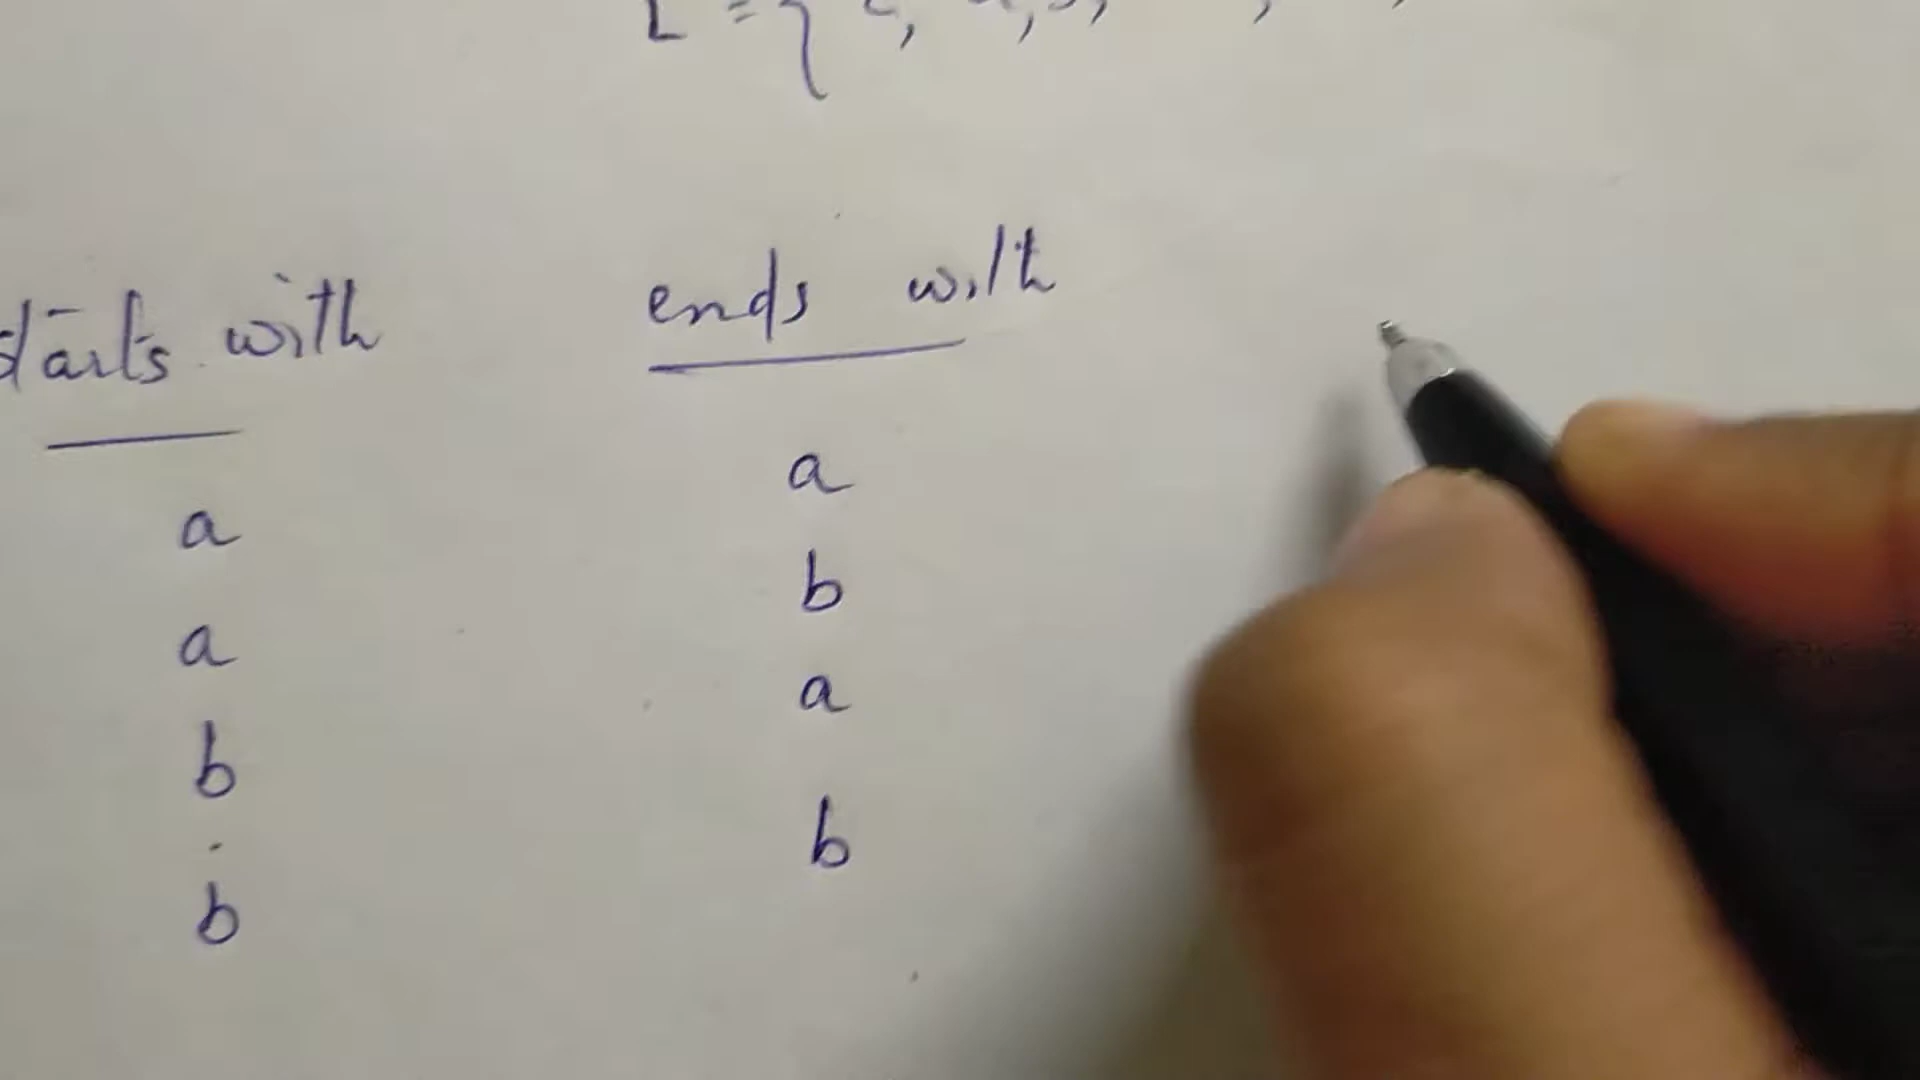 L = {
starts with ends with
a a
a b
b a
b b